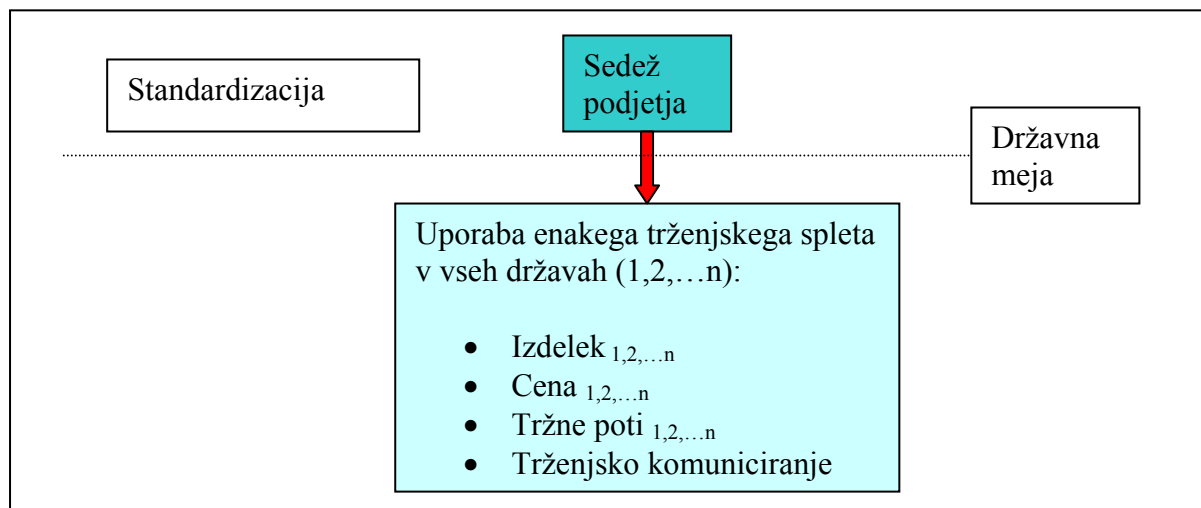 Standardizacija
Sedež
podjetja
Državna
meja
Uporaba enakega trženjskega spleta
v vseh državah (1,2,…n):
• Izdelek 1,2,…n
• Cena 1,2,…n
• Tržne poti 1,2,…n
• Trženjsko komuniciranje